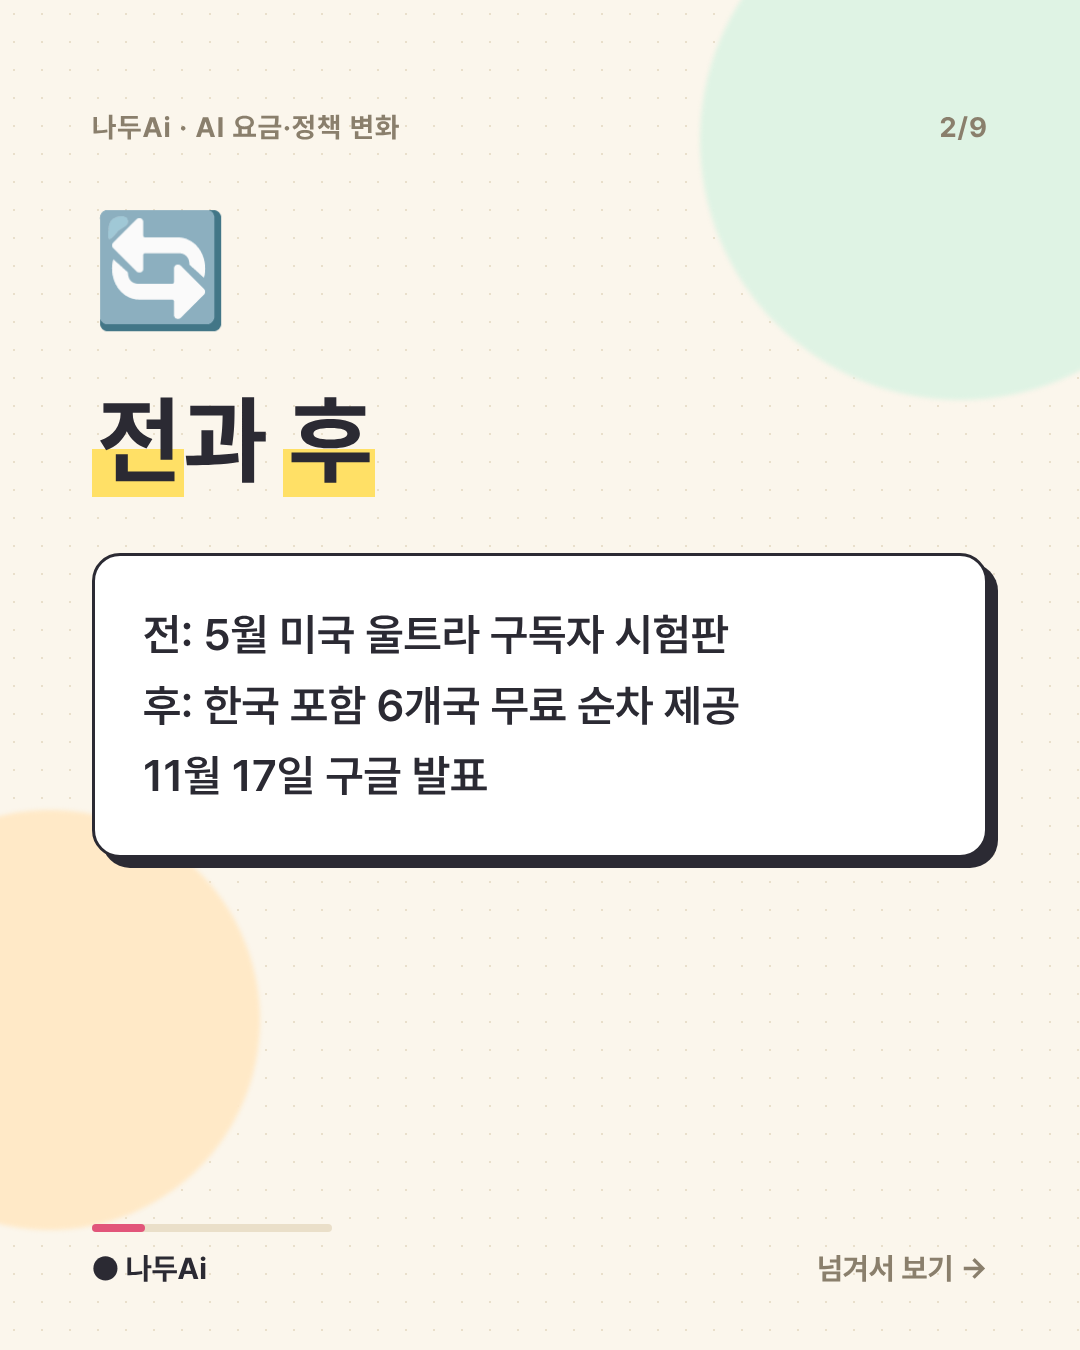 나두Ai · AI 요금·정책 변화
2/9
전과 후
전: 5월 미국 울트라 구독자 시험판
후: 한국 포함 6개국 무료 순차 제공
11월 17일 구글 발표
나두Ai
넘겨서 보기 →